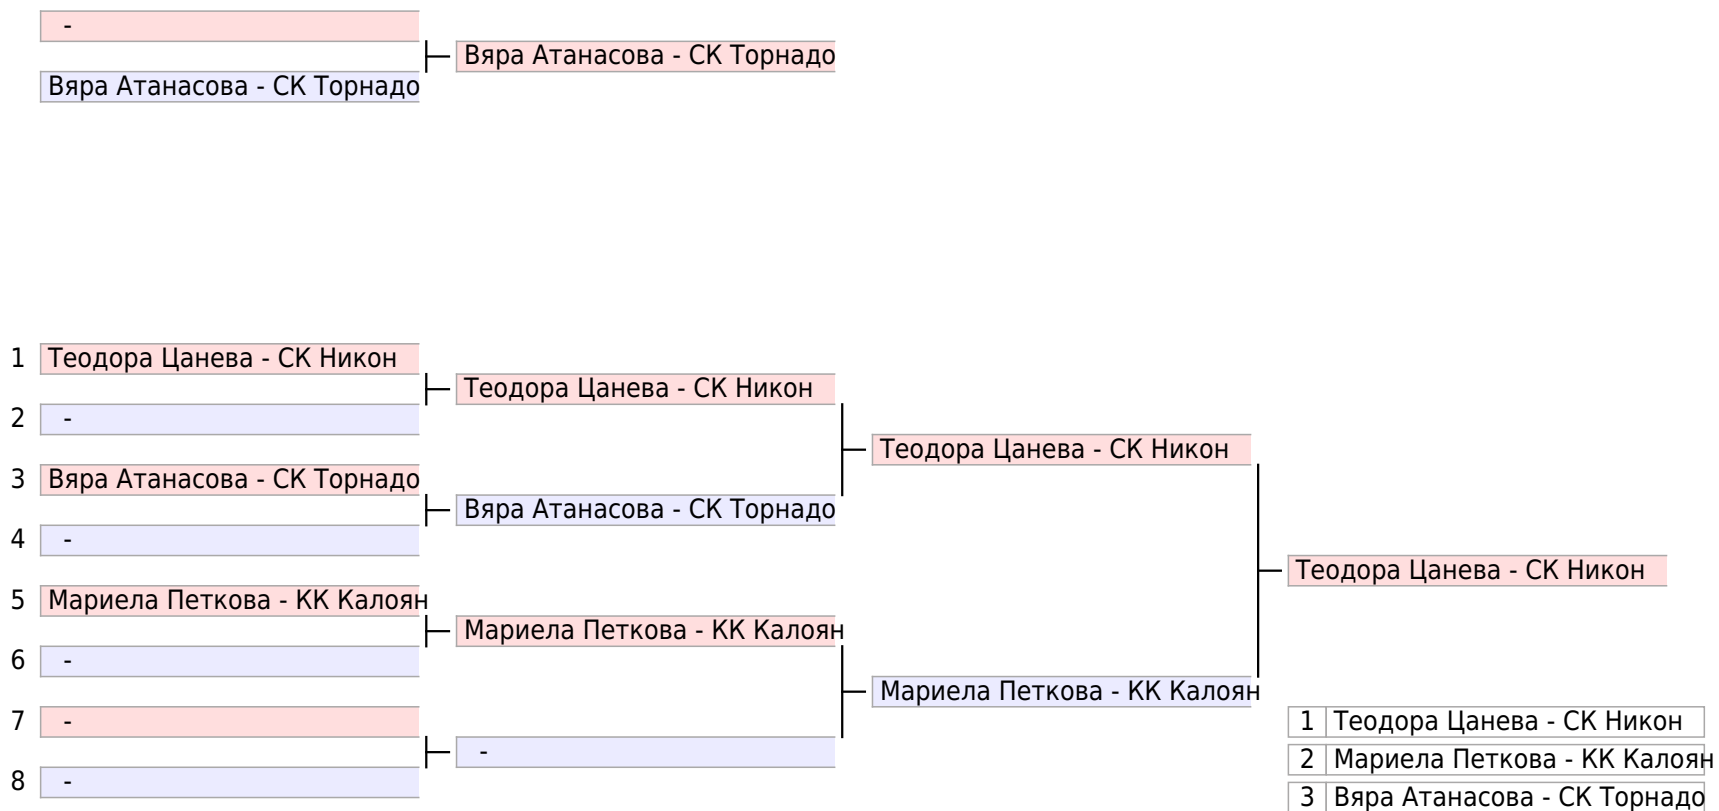 -
Вяра Атанасова - СК Торнадо
Вяра Атанасова - СК Торнадо
1 Теодора Цанева - СК Никон
Теодора Цанева - СК Никон
2 -
Теодора Цанева - СК Никон
3 Вяра Атанасова - СК Торнадо
Вяра Атанасова - СК Торнадо
4 -
Теодора Цанева - СК Никон
5 Мариела Петкова - КК Калоян
Мариела Петкова - КК Калоян
6 -
Мариела Петкова - КК Калоян
7 -
-
8 -
1 Теодора Цанева - СК Никон
2 Мариела Петкова - КК Калоян
3 Вяра Атанасова - СК Торнадо